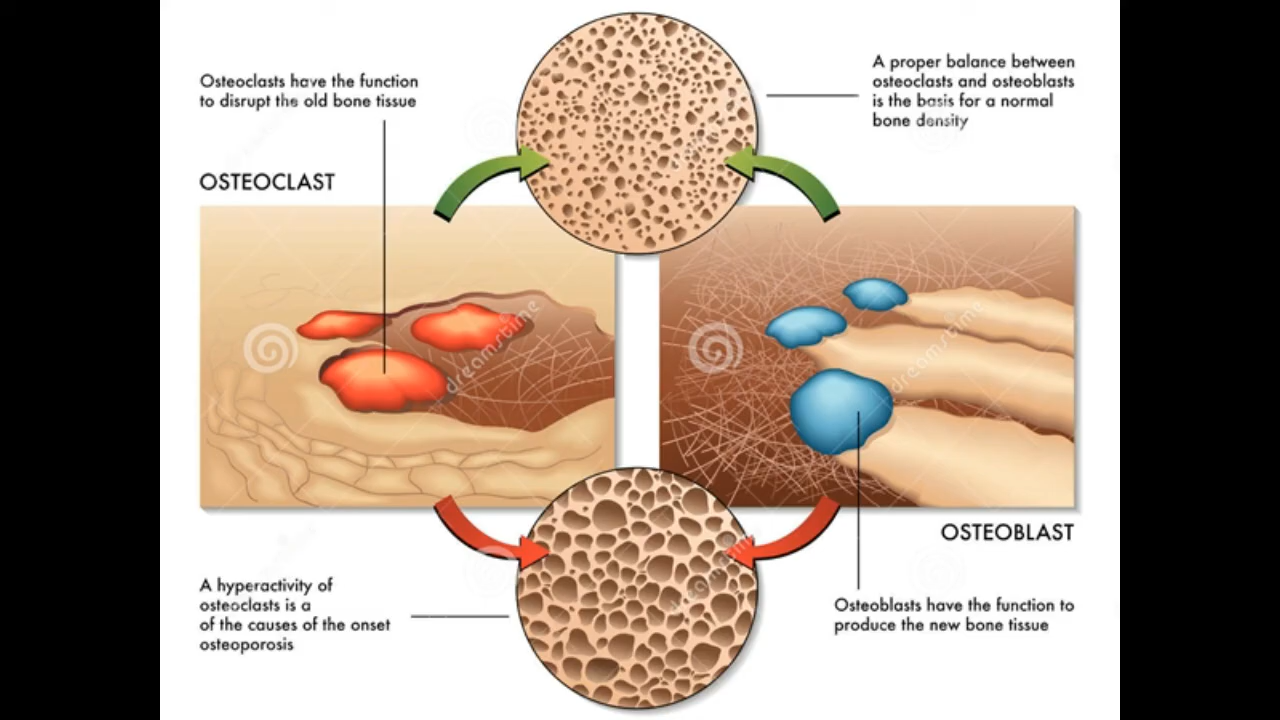 Osteoclasts have the function
to disrupt the old bone tissue
A proper balance between
osteoclasts and osteoblasts
is the basis for a normal
bone density
OSTEOCLAST
dreamstime
dreamstime
OSTEOBLAST
A hyperactivity of
osteoclasts is a
of the causes of the onset
osteoporosis
Osteoblasts have the function to
produce the new bone tissue